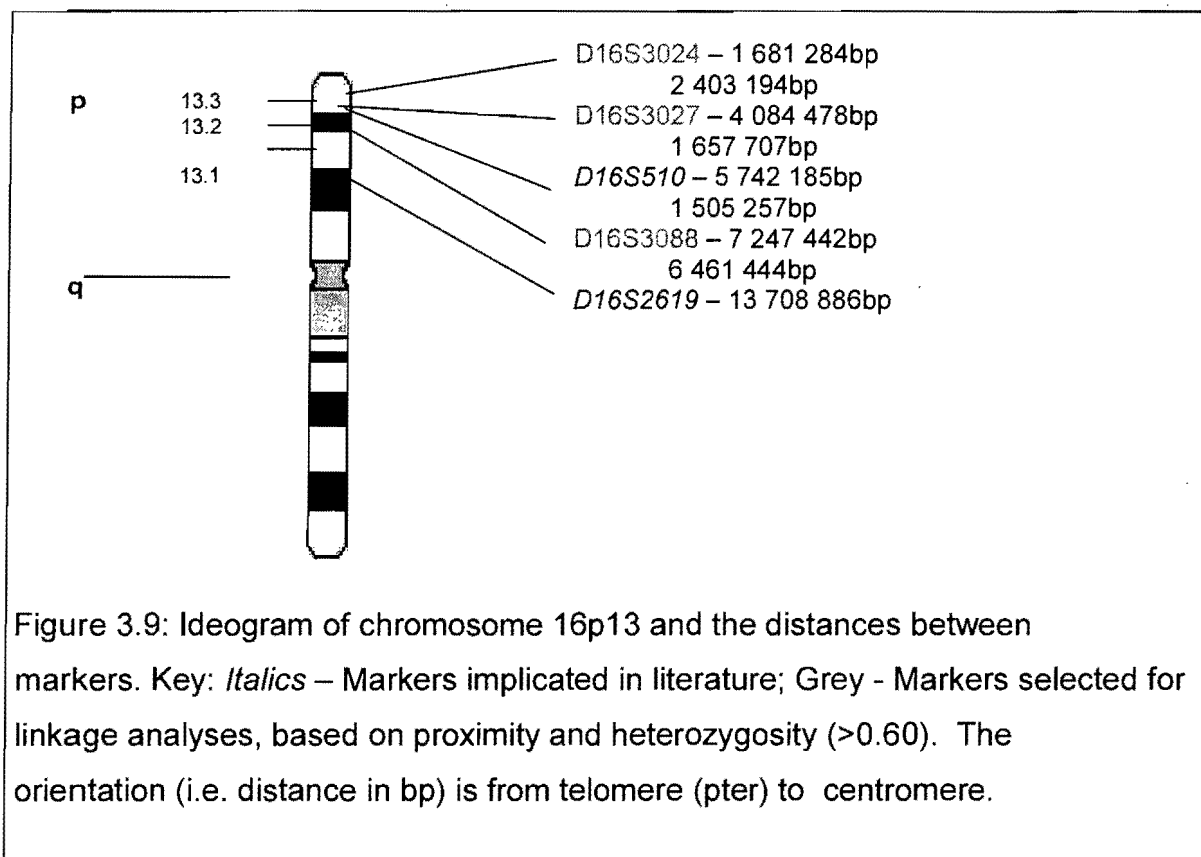 D16S3024 – 1 681 284bp
2 403 194bp
p
13.3
D16S3027 – 4 084 478bp
13.2
1 657 707bp
13.1
D16S510 – 5 742 185bp
1 505 257bp
D16S3088 – 7 247 442bp
6 461 444bp
q
D16S2619 – 13 708 886bp
Figure 3.9: Ideogram of chromosome 16p13 and the distances between
markers. Key: Italics – Markers implicated in literature; Grey - Markers selected for
linkage analyses, based on proximity and heterozygosity (>0.60). The
orientation (i.e. distance in bp) is from telomere (pter) to centromere.